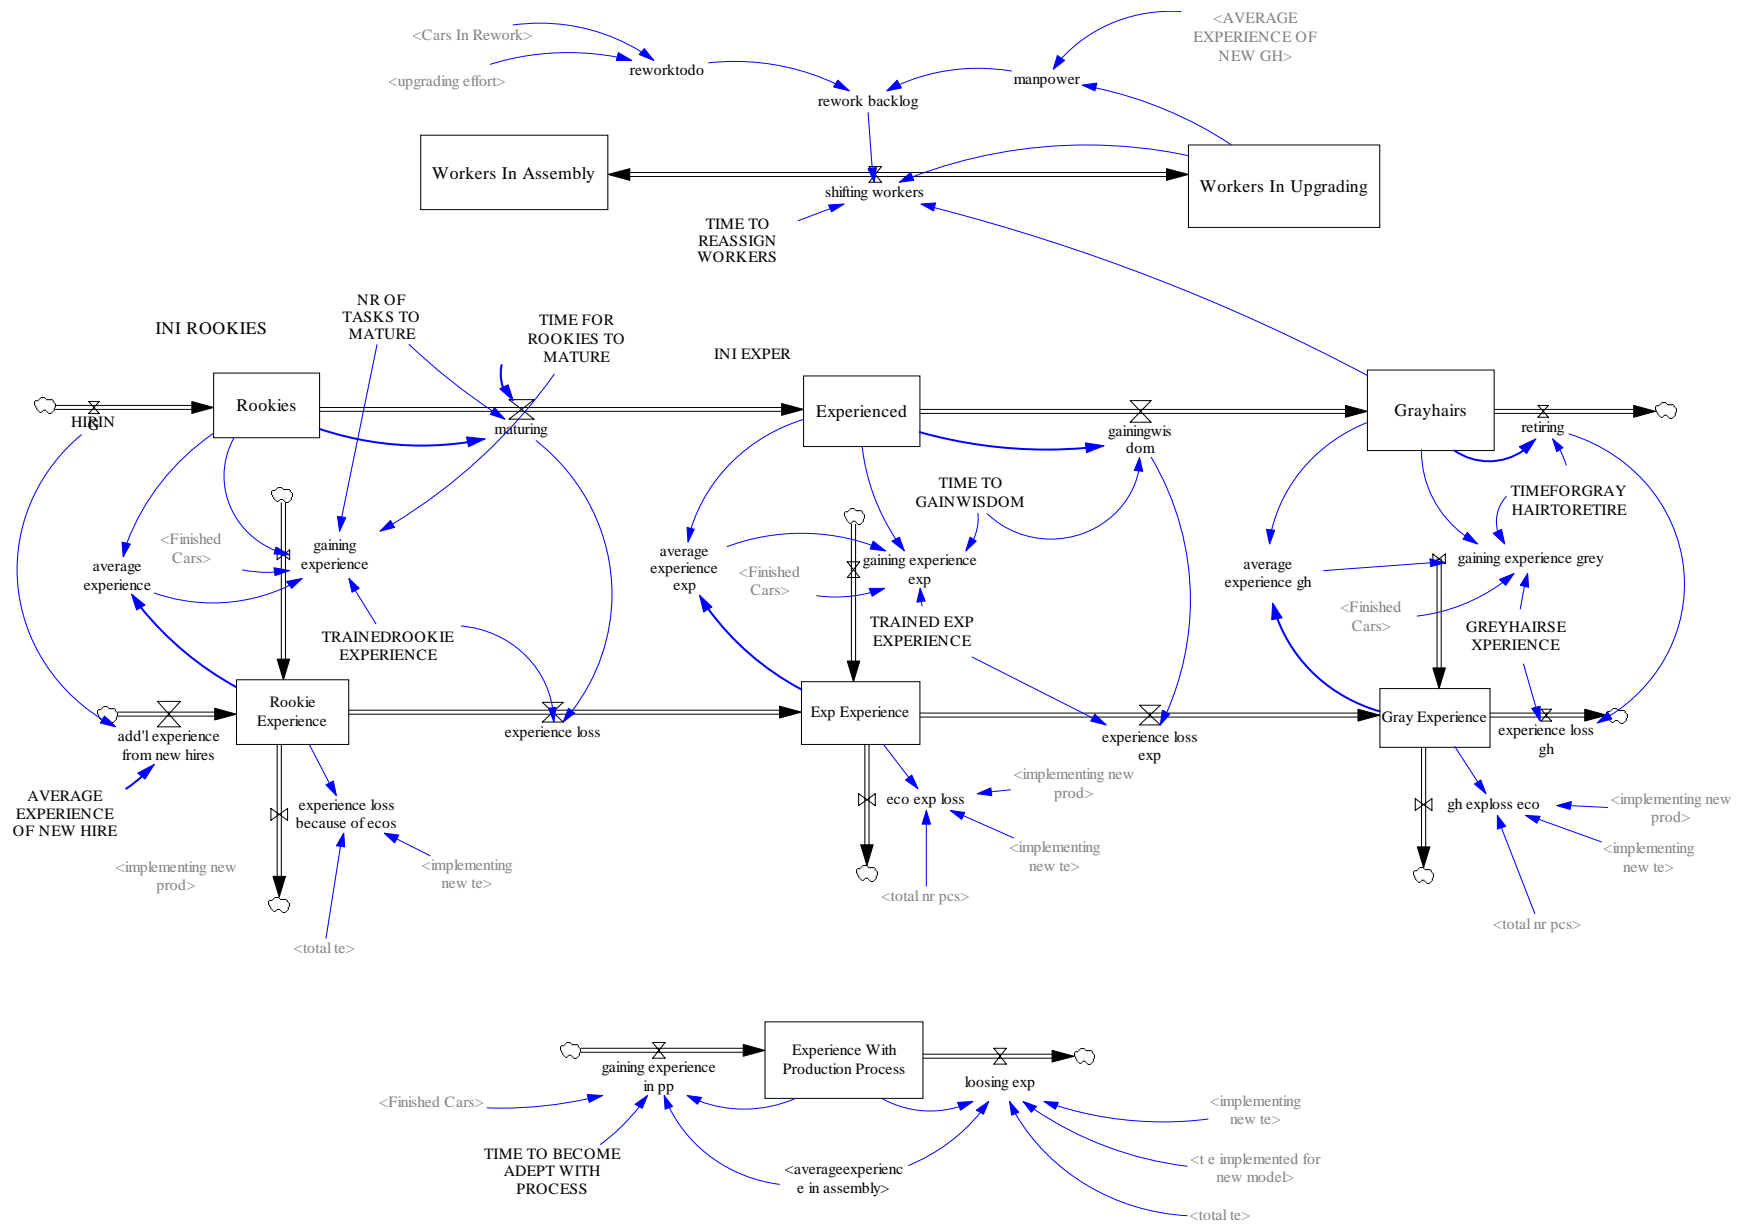 <Cars In Rework>
<upgrading effort>
reworktodo
<AVERAGE
EXPERIENCE OF
NEW GH>
manpower
rework backlog
Workers In Assembly
shifting workers
Workers In Upgrading
TIME TO
REASSIGN
WORKERS
INI ROOKIES
NR OF
TASKS TO
MATURE
TIME FOR
ROOKIES TO
MATURE
INI EXPER
HIRIN
G
Rookies
maturing
Experienced
gainingwis
dom
Grayhairs
retiring
<Finished
Cars>
average
experience
gaining
experience
average
experience
exp
TIME TO
GAINWISDOM
<Finished
Cars>
gaining experience
exp
TIMEFORGRAY
HAIRTORETIRE
average
experience gh
gaining experience grey
<Finished
Cars>
TRAINEDROOKIE
EXPERIENCE
TRAINED EXP
EXPERIENCE
GREYHAIRSE
XPERIENCE
add'l experience
from new hires
Rookie
Experience
experience loss
Exp Experience
experience loss
exp
Gray Experience
experience loss
gh
AVERAGE
EXPERIENCE
OF NEW HIRE
experience loss
because of ecos
<implementing new
prod>
<implementing
new te>
<total te>
eco exp loss
<implementing new
prod>
<implementing
new te>
<total nr pcs>
gh exploss eco
<implementing new
prod>
<implementing
new te>
<total nr pcs>
gaining experience
in pp
Experience With
Production Process
loosing exp
<Finished Cars>
TIME TO BECOME
ADEPT WITH
PROCESS
<averageexperienc
e in assembly>
<implementing
new te>
<t e implemented for
new model>
<total te>